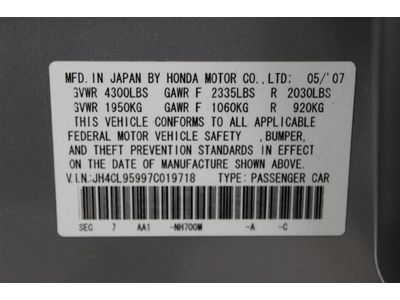 MFD. IN JAPAN BY HONDA MOTOR CO., LTD: 05/'07
GVWR 4300LBS GAWR F 2335LBS R 2030LBS
GVWR 1950KG GAWR F 1060KG R 920KG
THIS VEHICLE CONFORMS TO ALL APPLICABLE
FEDERAL MOTOR VEHICLE SAFETY ,BUMPER,
AND THEFT PREVENTION STANDARDS IN EFFECT
ON THE DATE OF MANUFACTURE SHOWN ABOVE.
V.I.N:JH4CL95997C019718 TYPE: PASSENGER CAR
SEC 7 AA1 -NH700M -A -C